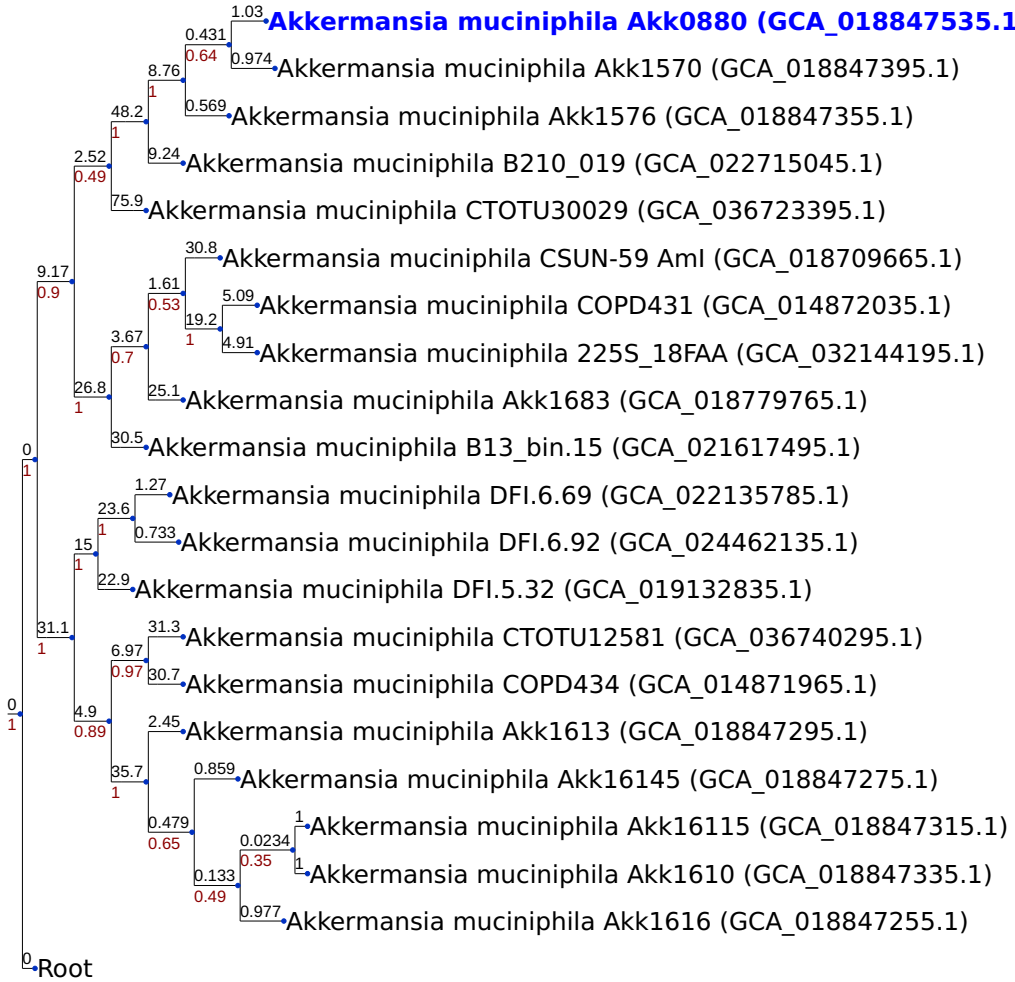 1.03
Akkermansia muciniphila Akk0880 (GCA_018847535.1
0.431
0.64
0.974
Akkermansia muciniphila Akk1570 (GCA_018847395.1)
8.76
1
0.569
Akkermansia muciniphila Akk1576 (GCA_018847355.1)
48.2
1
9.24
Akkermansia muciniphila B210_019 (GCA_022715045.1)
2.52
0.49
75.9
Akkermansia muciniphila CTOTU30029 (GCA_036723395.1)
30.8
Akkermansia muciniphila CSUN-59 AmI (GCA_018709665.1)
9.17
0.9
1.61
0.53
5.09
Akkermansia muciniphila COPD431 (GCA_014872035.1)
19.2
1
3.67
0.7
4.91
Akkermansia muciniphila 225S_18FAA (GCA_032144195.1)
26.8
1
25.1
Akkermansia muciniphila Akk1683 (GCA_018779765.1)
30.5
Akkermansia muciniphila B13_bin.15 (GCA_021617495.1)
0
1
1.27
Akkermansia muciniphila DFI.6.69 (GCA_022135785.1)
23.6
1
0.733
Akkermansia muciniphila DFI.6.92 (GCA_024462135.1)
15
1
22.9
Akkermansia muciniphila DFI.5.32 (GCA_019132835.1)
31.1
1
31.3
Akkermansia muciniphila CTOTU12581 (GCA_036740295.1)
6.97
0.97
30.7
Akkermansia muciniphila COPD434 (GCA_014871965.1)
0
1
4.9
0.89
2.45
Akkermansia muciniphila Akk1613 (GCA_018847295.1)
35.7
1
0.859
Akkermansia muciniphila Akk16145 (GCA_018847275.1)
0.479
0.65
1
Akkermansia muciniphila Akk16115 (GCA_018847315.1)
0.0234
0.35
1
Akkermansia muciniphila Akk1610 (GCA_018847335.1)
0.133
0.49
0.977
Akkermansia muciniphila Akk1616 (GCA_018847255.1)
0
Root